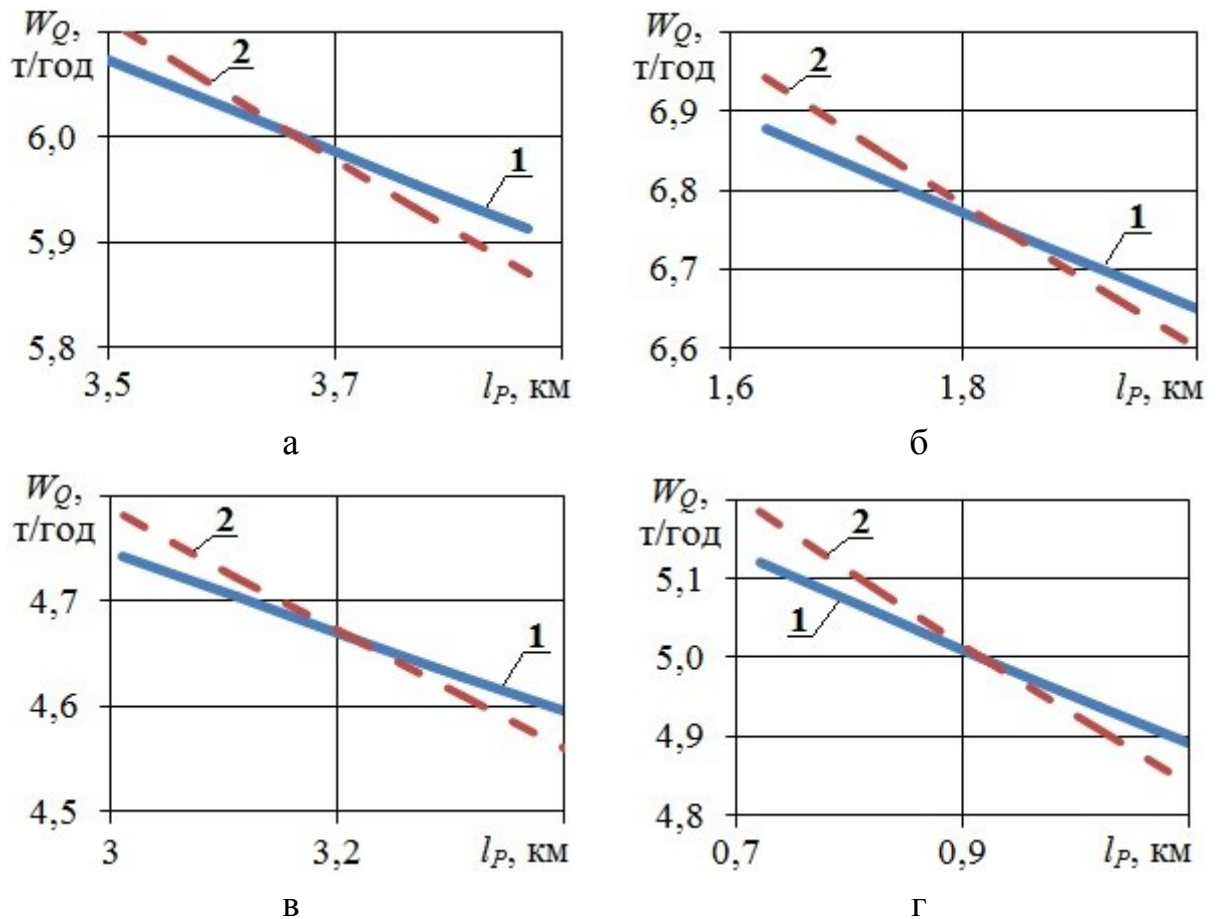 W_Q,
т/год
2
6,0
1
5,9
5,8
3,5 3,7 l_P, км
а
W_Q,
т/год
2
6,9
6,8
1
6,7
6,6
1,6 1,8 l_P, км
б
W_Q,
т/год
2
4,7
1
4,6
4,5
3 3,2 l_P, км
в
W_Q,
т/год
2
5,1
1
5,0
4,9
4,8
0,7 0,9 l_P, км
г